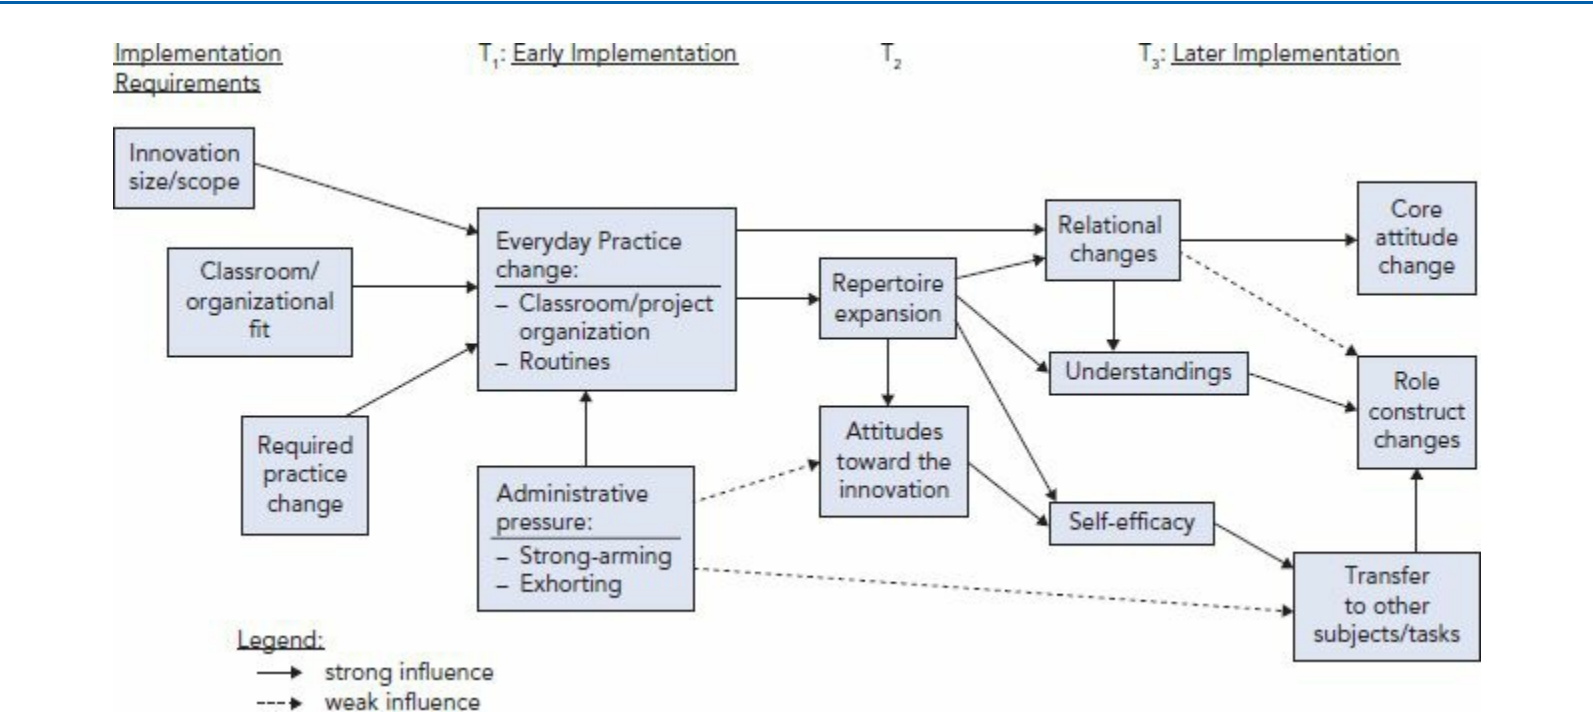 Implementation
Requirements
T1: Early Implementation
T2
T3: Later Implementation
Innovation
size/scope
Classroom/
organizational
fit
Required
practice
change
Everyday Practice
change:
– Classroom/project
organization
– Routines
Administrative
pressure:
– Strong-arming
– Exhorting
Repertoire
expansion
Attitudes
toward the
innovation
Relational
changes
Understandings
Self-efficacy
Core
attitude
change
Role
construct
changes
Transfer
to other
subjects/tasks
Legend:
strong influence
weak influence